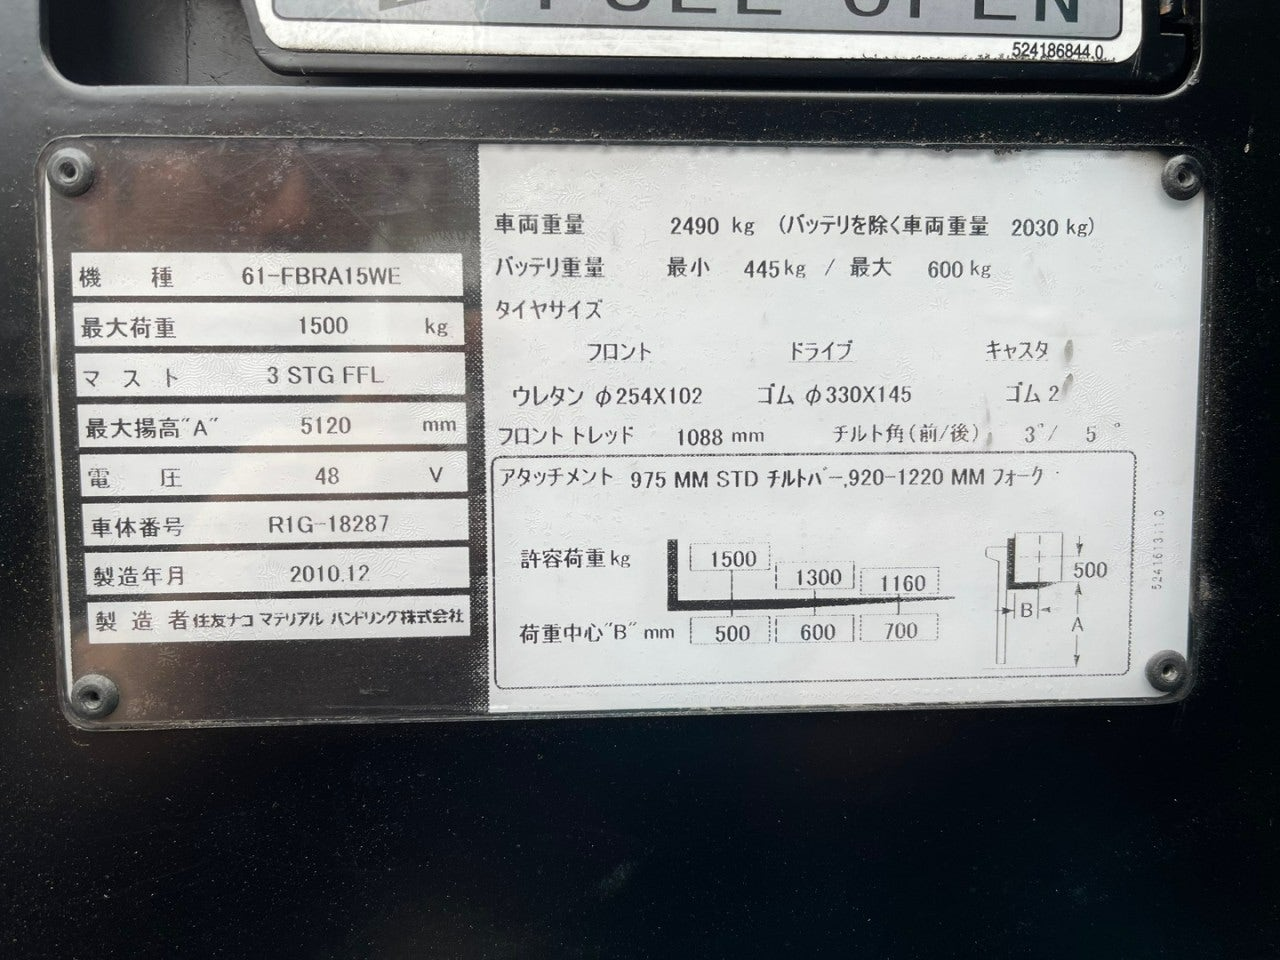 PULL OPEN
524186844.0
機 種 61-FBRA15WE
最大荷重 1500 kg
マスト 3 STG FFL
最大揚高"A" 5120 mm
電 圧 48 V
車体番号 R1G-18287
製造年月 2010.12
製造者 住友ナコ マテリアル ハンドリング株式会社
車両重量 2490 kg (バッテリを除く車両重量 2030 kg)
バッテリ重量 最小 445kg / 最大 600 kg
タイヤサイズ
フロント ドライブ キャスタ
ウレタン φ254X102 ゴム φ330X145 ゴム 2
フロント トレッド 1088 mm チルト角(前/後) 3°/ 5 °
アタッチメント 975 MM STD チルトバー,920-1220 MM フォーク
許容荷重 kg 1500 1300 1160
荷重中心"B" mm 500 600 700
500
B
A
5241613.1.0